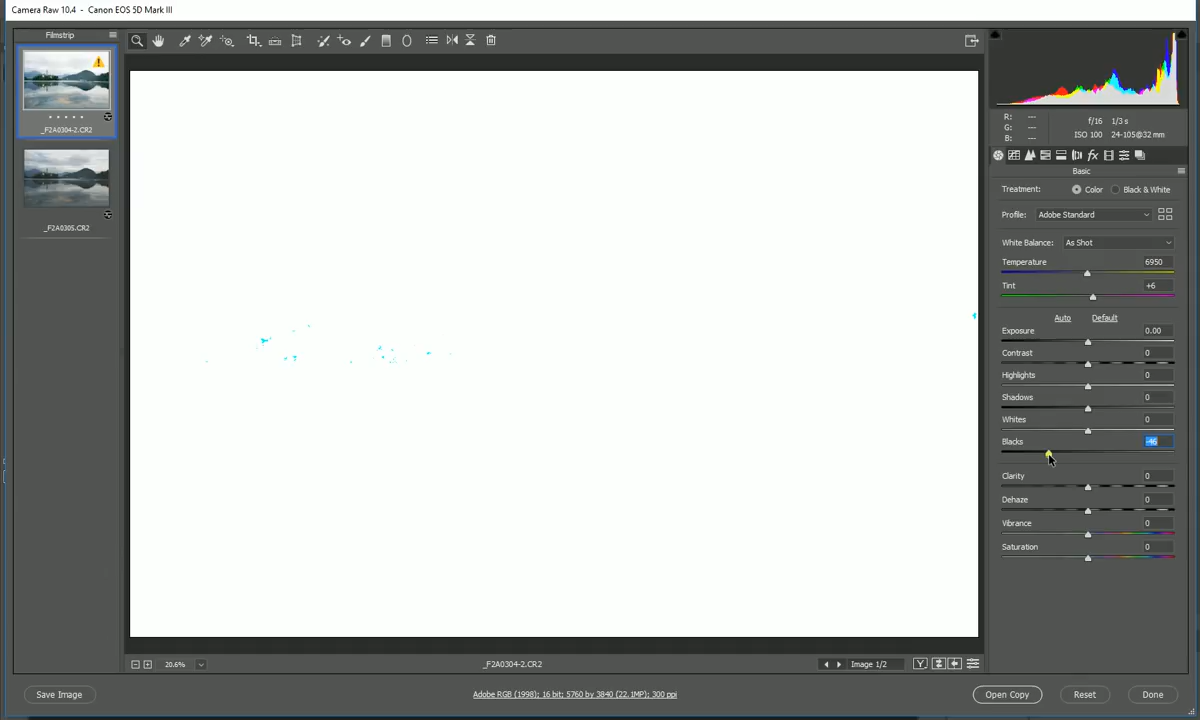 Camera Raw 10.4 - Canon EOS 5D Mark III
Filmstrip
_F2A0304-2.CR2
_F2A0305.CR2
R: ---
G: ---
B: ---
f/16 1/3 s
ISO 100 24-105@32 mm
fx
Basic
Treatment: Color Black & White
Profile: Adobe Standard
White Balance: As Shot
Temperature 6950
Tint +6
Auto Default
Exposure 0.00
Contrast 0
Highlights 0
Shadows 0
Whites 0
Blacks -46
Clarity 0
Dehaze 0
Vibrance 0
Saturation 0
20.6%
_F2A0304-2.CR2
Image 1/2
Y
Save Image
Adobe RGB (1998); 16 bit; 5760 by 3840 (22.1MP); 300 ppi
Open Copy
Reset
Done